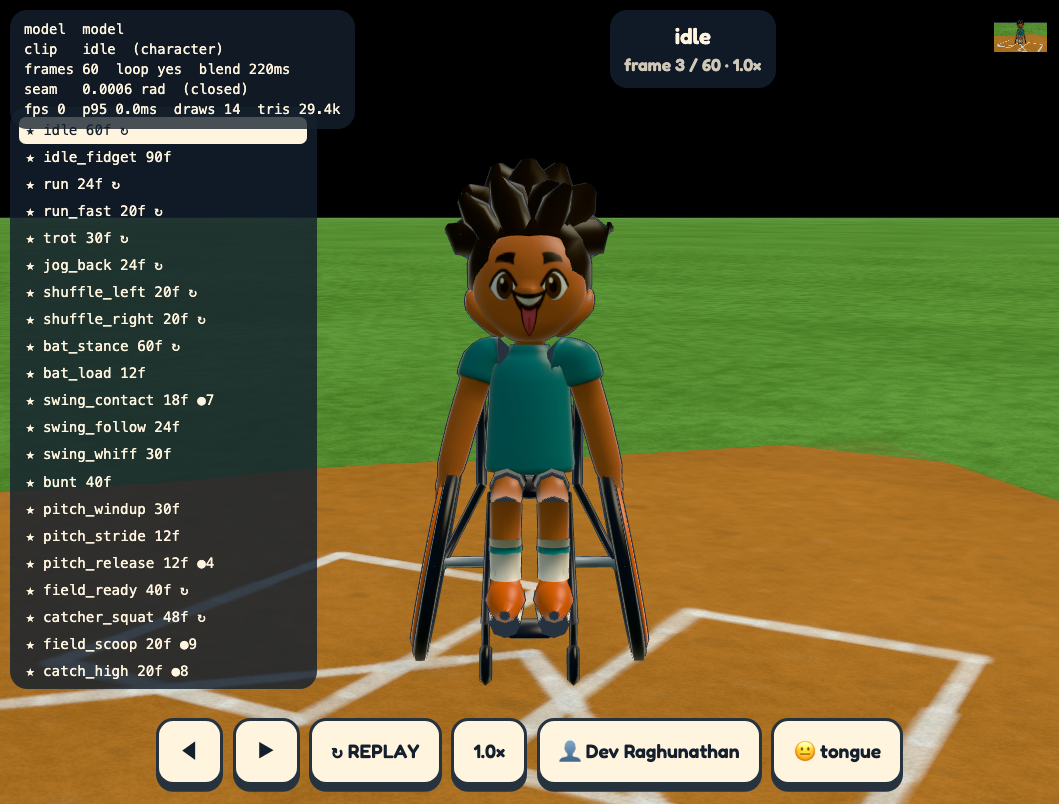 model model
clip idle (character)
frames 60 loop yes blend 220ms
seam 0.0006 rad (closed)
fps 0 p95 0.0ms draws 14 tris 29.4k
★ idle 60f ↻
★ idle_fidget 90f
★ run 24f ↻
★ run_fast 20f ↻
★ trot 30f ↻
★ jog_back 24f ↻
★ shuffle_left 20f ↻
★ shuffle_right 20f ↻
★ bat_stance 60f ↻
★ bat_load 12f
★ swing_contact 18f ●7
★ swing_follow 24f
★ swing_whiff 30f
★ bunt 40f
★ pitch_windup 30f
★ pitch_stride 12f
★ pitch_release 12f ●4
★ field_ready 40f ↻
★ catcher_squat 48f ↻
★ field_scoop 20f ●9
★ catch_high 20f ●8
idle
frame 3 / 60 · 1.0×
◀ ▶ ↻ REPLAY 1.0× 👤 Dev Raghunathan 😐 tongue